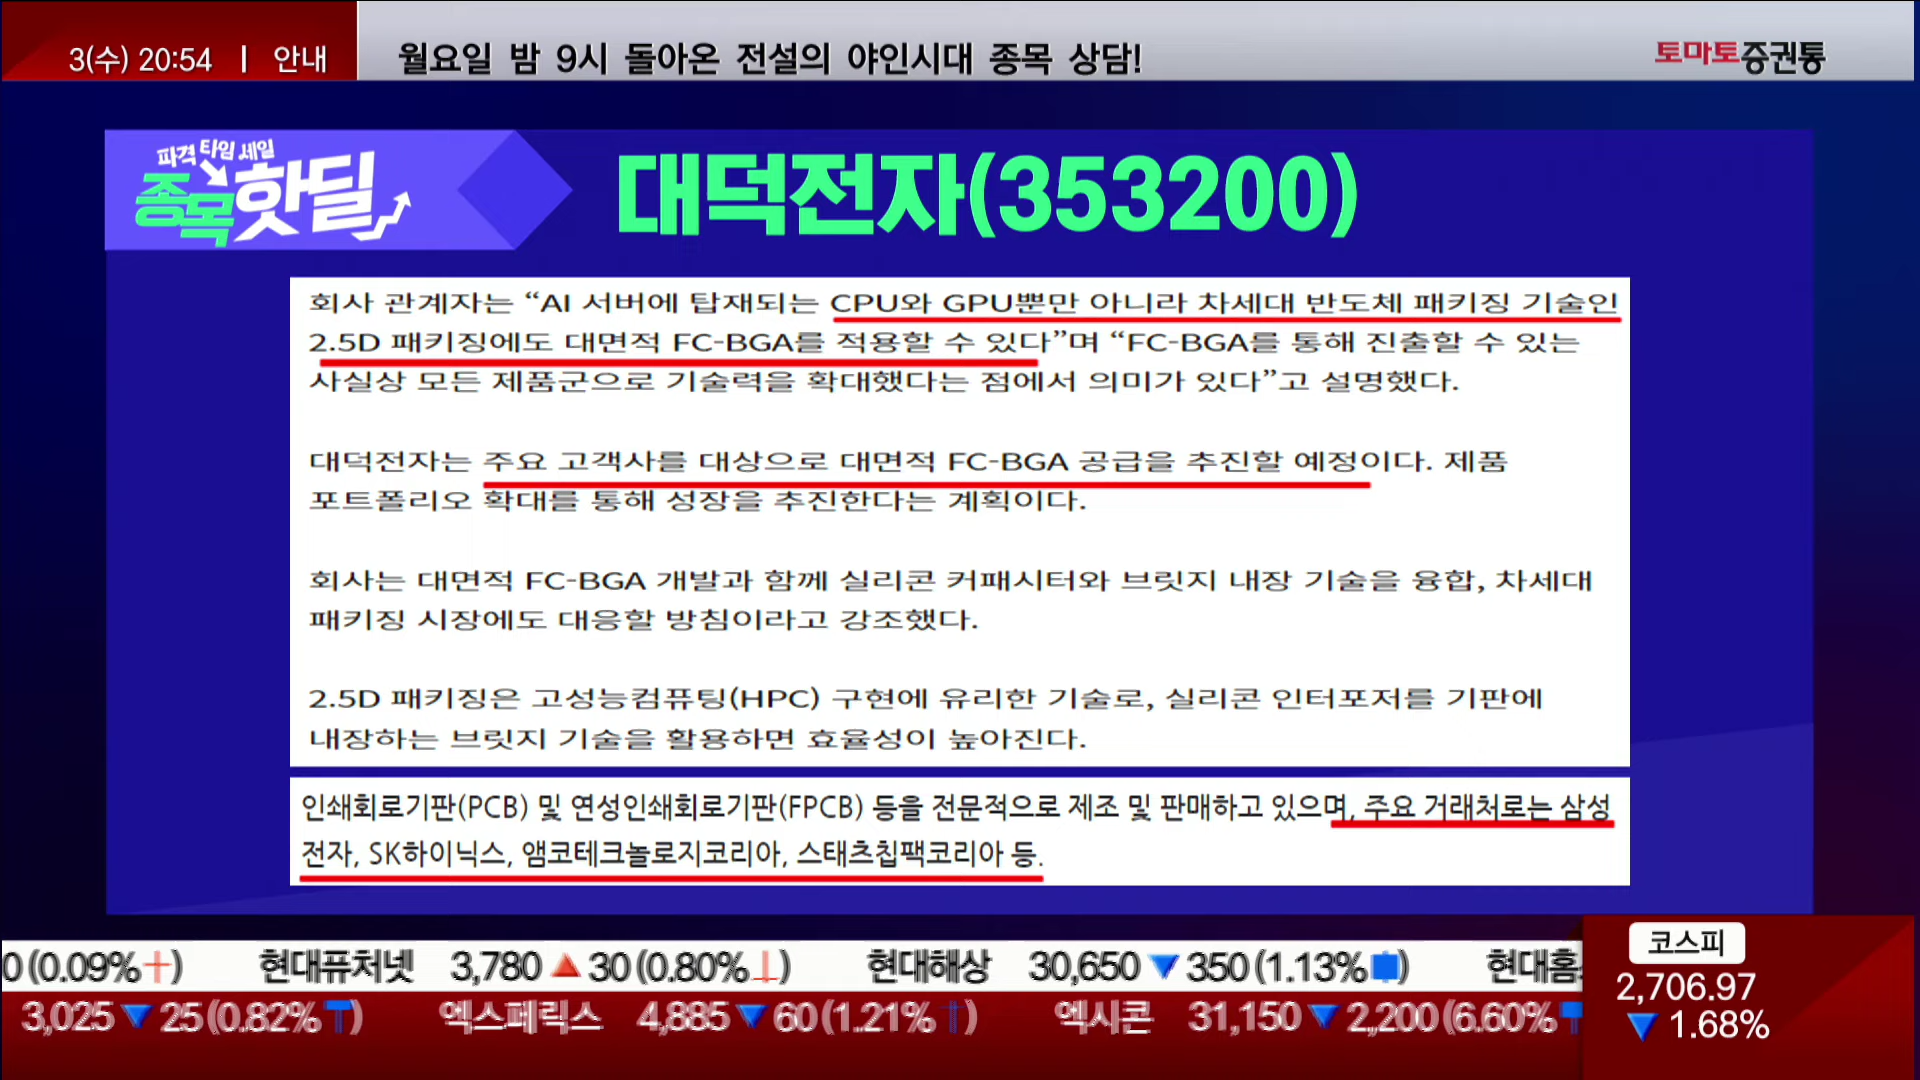 3(수) 20:54 | 안내
월요일 밤 9시 돌아온 전설의 야인시대 종목 상담!
토마토증권통
파격 타임 세일
종목핫딜
대덕전자(353200)
회사 관계자는 “AI 서버에 탑재되는 CPU와 GPU뿐만 아니라 차세대 반도체 패키징 기술인
2.5D 패키징에도 대면적 FC-BGA를 적용할 수 있다”며 “FC-BGA를 통해 진출할 수 있는
사실상 모든 제품군으로 기술력을 확대했다는 점에서 의미가 있다”고 설명했다.
대덕전자는 주요 고객사를 대상으로 대면적 FC-BGA 공급을 추진할 예정이다. 제품
포트폴리오 확대를 통해 성장을 추진한다는 계획이다.
회사는 대면적 FC-BGA 개발과 함께 실리콘 커패시터와 브릿지 내장 기술을 융합, 차세대
패키징 시장에도 대응할 방침이라고 강조했다.
2.5D 패키징은 고성능컴퓨팅(HPC) 구현에 유리한 기술로, 실리콘 인터포저를 기판에
내장하는 브릿지 기술을 활용하면 효율성이 높아진다.
인쇄회로기판(PCB) 및 연성인쇄회로기판(FPCB) 등을 전문적으로 제조 및 판매하고 있으며, 주요 거래처로는 삼성
전자, SK하이닉스, 앰코테크놀로지코리아, 스태츠칩팩코리아 등.
0(0.09%) 현대퓨처넷 3,780 ▲ 30(0.80%) 현대해상 30,650 ▼ 350(1.13%) 현대홈
3,025 ▼ 25(0.82%) 엑스페릭스 4,885 ▼ 60(1.21%) 엑시콘 31,150 ▼ 2,200(6.60%
코스피
2,706.97
▼ 1.68%